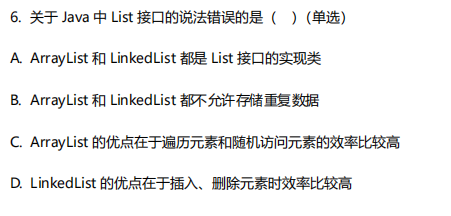 6. 关于 Java 中 List 接口的说法错误的是（ ）(单选）
A. ArrayList 和 LinkedList 都是 List 接口的实现类
B. ArrayList 和 LinkedList 都不允许存储重复数据
C. ArrayList 的优点在于遍历元素和随机访问元素的效率比较高
D. LinkedList 的优点在于插入、删除元素时效率比较高